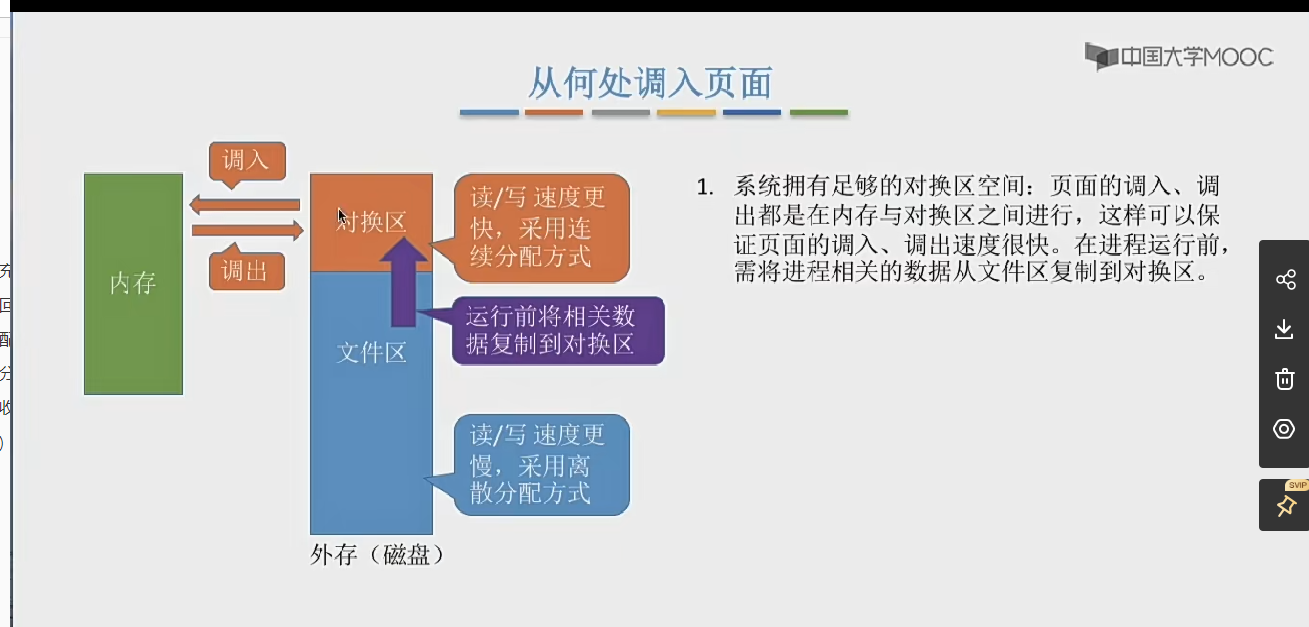 中国大学MOOC
从何处调入页面
调入
调出
内存
对换区
文件区
外存（磁盘）
读/写 速度更
快，采用连
续分配方式
运行前将相关数
据复制到对换区
读/写 速度更
慢，采用离
散分配方式
1. 系统拥有足够的对换区空间：页面的调入、调
出都是在内存与对换区之间进行，这样可以保
证页面的调入、调出速度很快。在进程运行前，
需将进程相关的数据从文件区复制到对换区。
SVIP